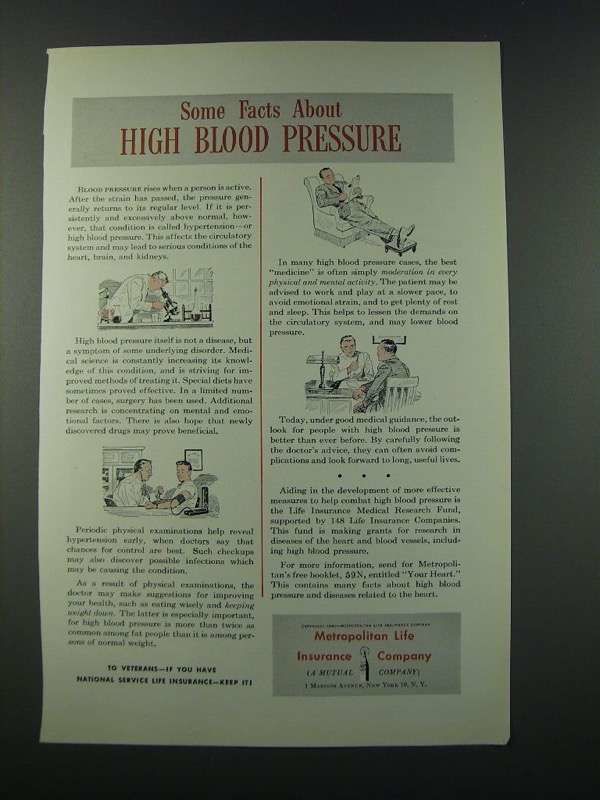 Some Facts About
HIGH BLOOD PRESSURE
BLOOD PRESSURE rises when a person is active.
After the strain has passed, the pressure gen-
erally returns to its regular level. If it is per-
sistently and excessively above normal, how-
ever, that condition is called hypertension—or
high blood pressure. This affects the circulatory
system and may lead to serious conditions of the
heart, brain, and kidneys.
High blood pressure itself is not a disease, but
a symptom of some underlying disorder. Medi-
cal science is constantly increasing its knowl-
edge of this condition, and is striving for im-
proved methods of treating it. Special diets have
sometimes proved effective. In a limited num-
ber of cases, surgery has been used. Additional
research is concentrating on mental and emo-
tional factors. There is also hope that newly
discovered drugs may prove beneficial.
Periodic physical examinations help reveal
hypertension early, when doctors say that
chances for control are best. Such checkups
may also discover possible infections which
may be causing the condition.
As a result of physical examinations, the
doctor may make suggestions for improving
your health, such as eating wisely and keeping
weight down. The latter is especially important,
for high blood pressure is more than twice as
common among fat people than it is among per-
sons of normal weight.
TO VETERANS—IF YOU HAVE
NATIONAL SERVICE LIFE INSURANCE—KEEP IT!
In many high blood pressure cases, the best
"medicine" is often simply moderation in every
physical and mental activity. The patient may be
advised to work and play at a slower pace, to
avoid emotional strain, and to get plenty of rest
and sleep. This helps to lessen the demands on
the circulatory system, and may lower blood
pressure.
Today, under good medical guidance, the out-
look for people with high blood pressure is
better than ever before. By carefully following
the doctor's advice, they can often avoid com-
plications and look forward to long, useful lives.
Aiding in the development of more effective
measures to help combat high blood pressure is
the Life Insurance Medical Research Fund,
supported by 148 Life Insurance Companies.
This fund is making grants for research in
diseases of the heart and blood vessels, includ-
ing high blood pressure.
For more information, send for Metropoli-
tan's free booklet, 59N, entitled "Your Heart."
This contains many facts about high blood
pressure and diseases related to the heart.
METROPOLITAN LIFE INSURANCE COMPANY
Metropolitan Life
Insurance Company
(A MUTUAL COMPANY)
1 MADISON AVENUE, NEW YORK 10, N. Y.